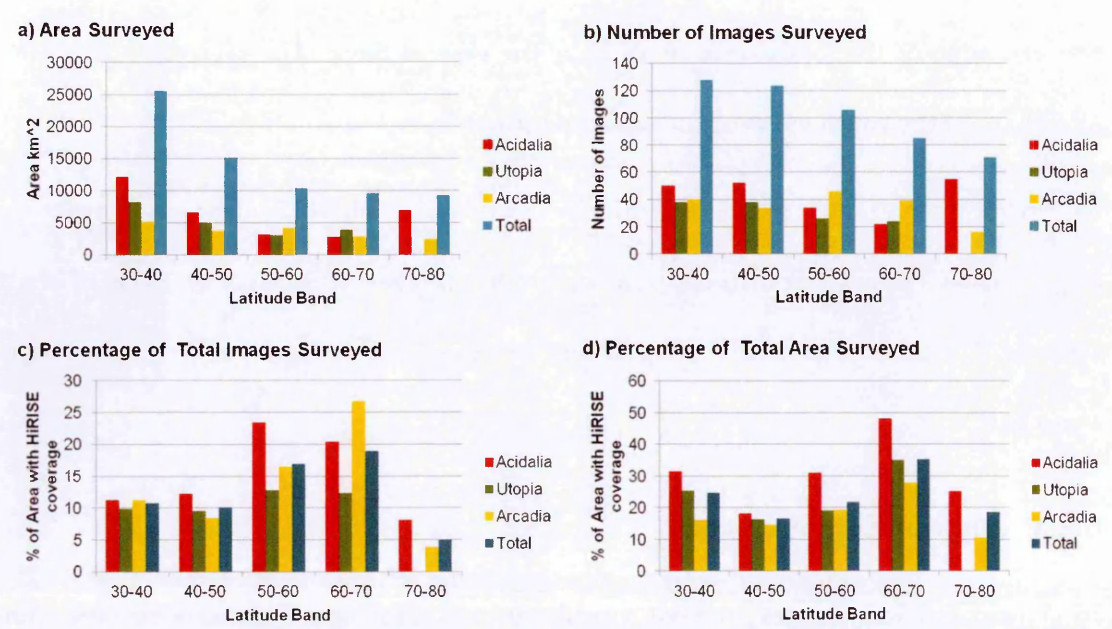 a) Area Surveyed
30000
25000
20000
15000
10000
5000
0
Area km^2
30-40 40-50 50-60 60-70 70-80
Latitude Band
Acidalia
Utopia
Arcadia
Total
b) Number of Images Surveyed
140
120
100
80
60
40
20
0
Number of Images
30-40 40-50 50-60 60-70 70-80
Latitude Band
Acidalia
Utopia
Arcadia
Total
c) Percentage of Total Images Surveyed
30
25
20
15
10
5
0
% of Area with HiRISE
coverage
30-40 40-50 50-60 60-70 70-80
Latitude Band
Acidalia
Utopia
Arcadia
Total
d) Percentage of Total Area Surveyed
60
50
40
30
20
10
0
% of Area with HiRISE
coverage
30-40 40-50 50-60 60-70 70-80
Latitude Band
Acidalia
Utopia
Arcadia
Total